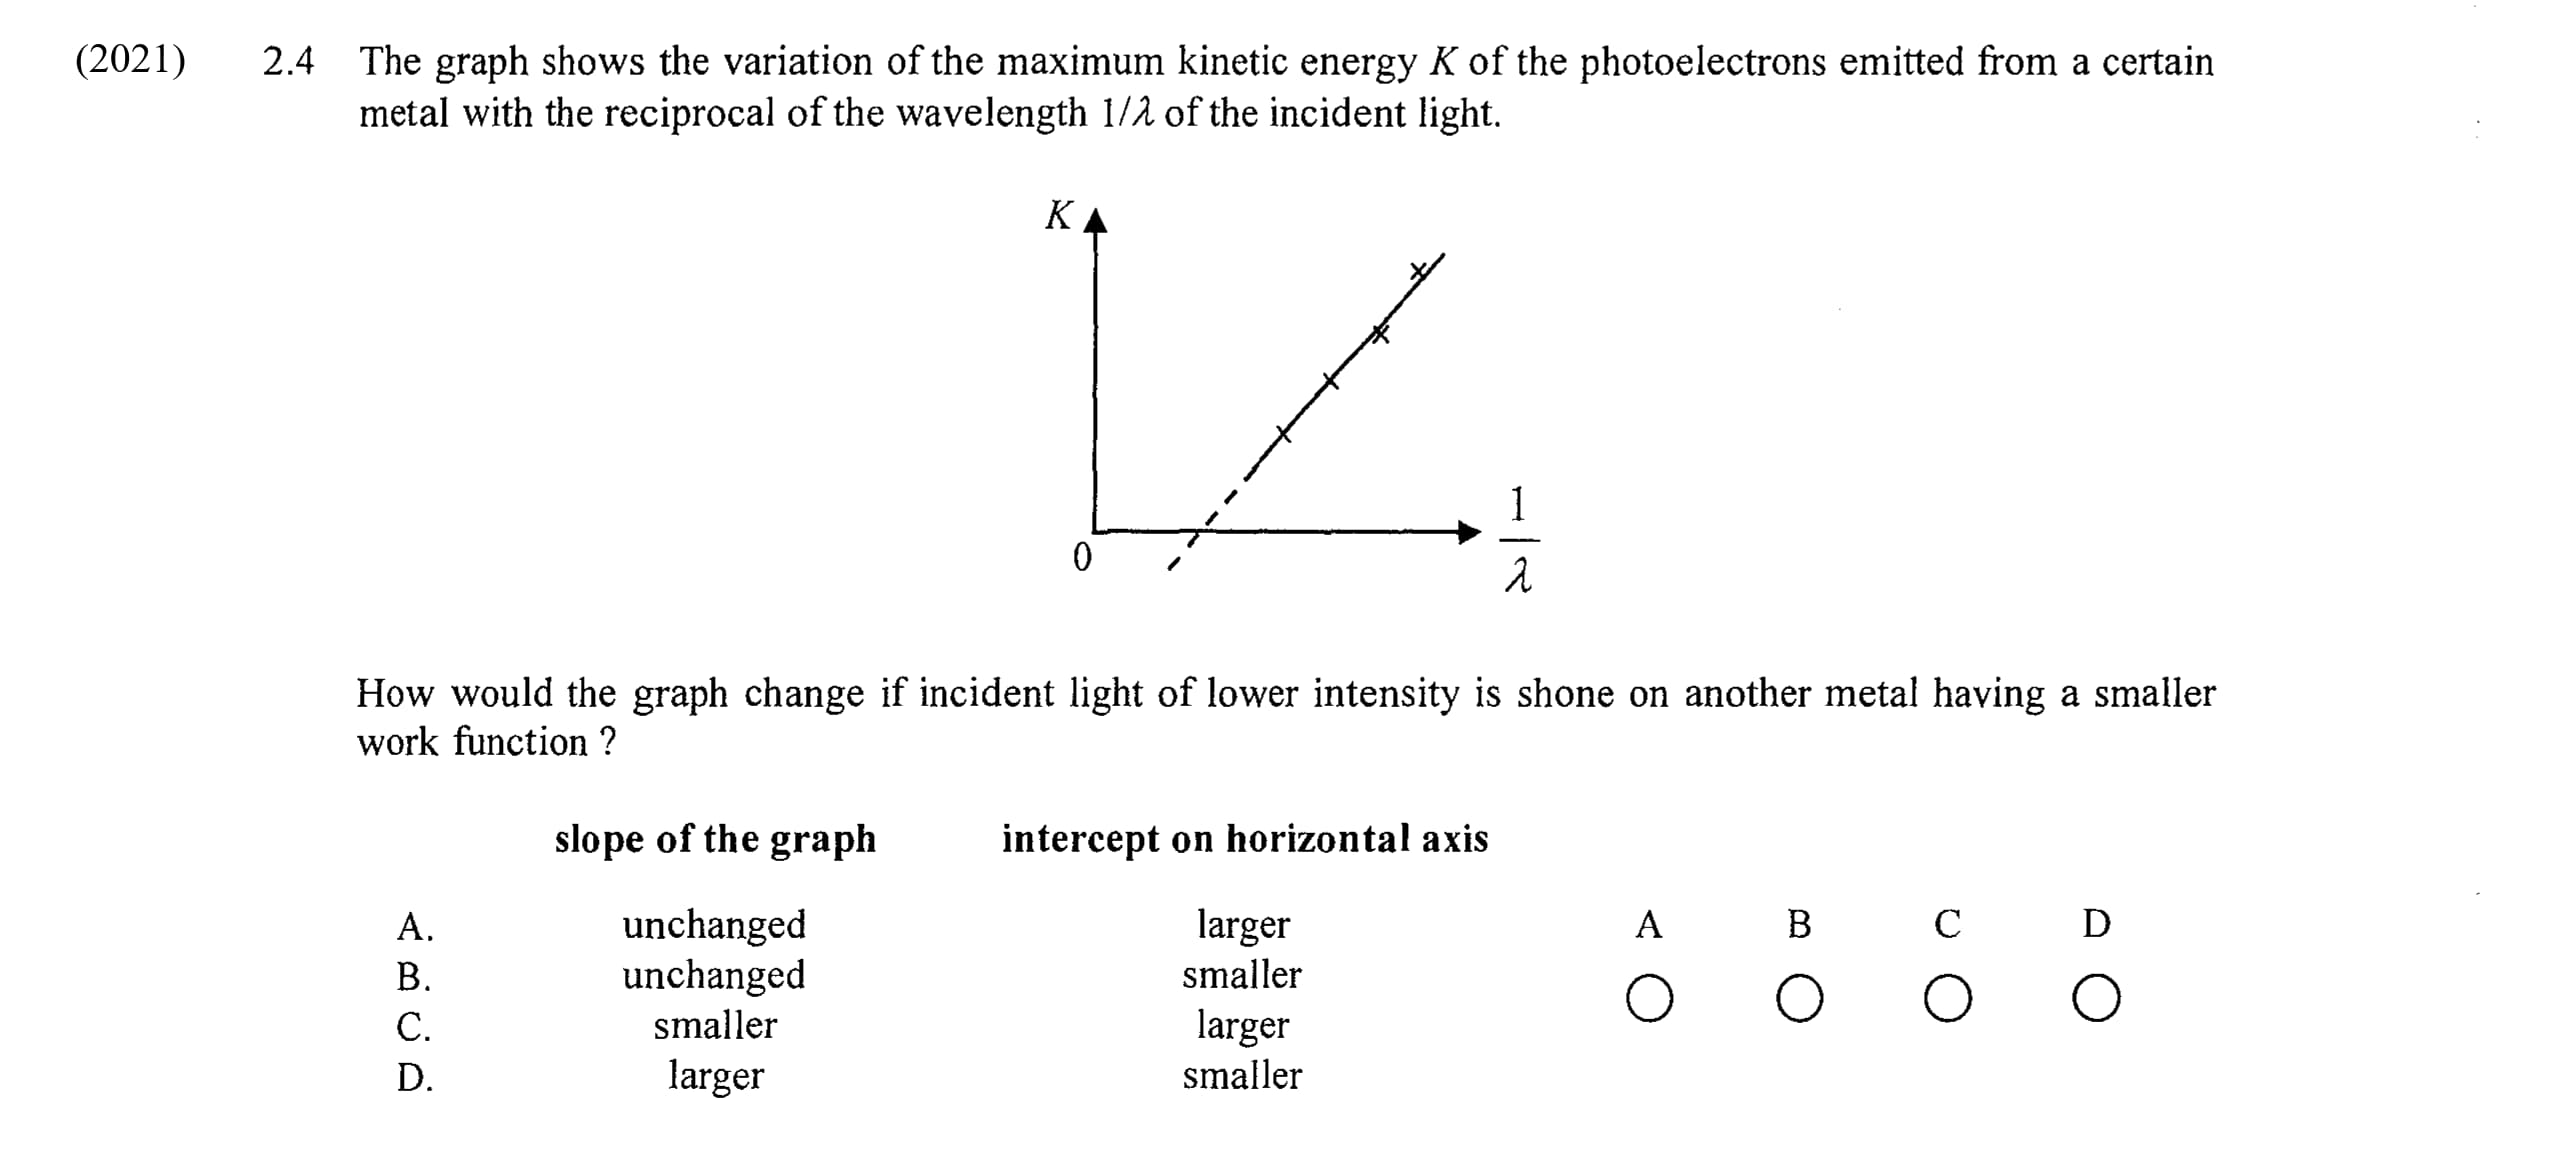 (2021) 2.4 The graph shows the variation of the maximum kinetic energy K of the photoelectrons emitted from a certain
metal with the reciprocal of the wavelength 1/λ of the incident light.
K
0
1
λ
How would the graph change if incident light of lower intensity is shone on another metal having a smaller
work function ?
slope of the graph intercept on horizontal axis
A. unchanged larger A B C D
B. unchanged smaller
C. smaller larger
D. larger smaller